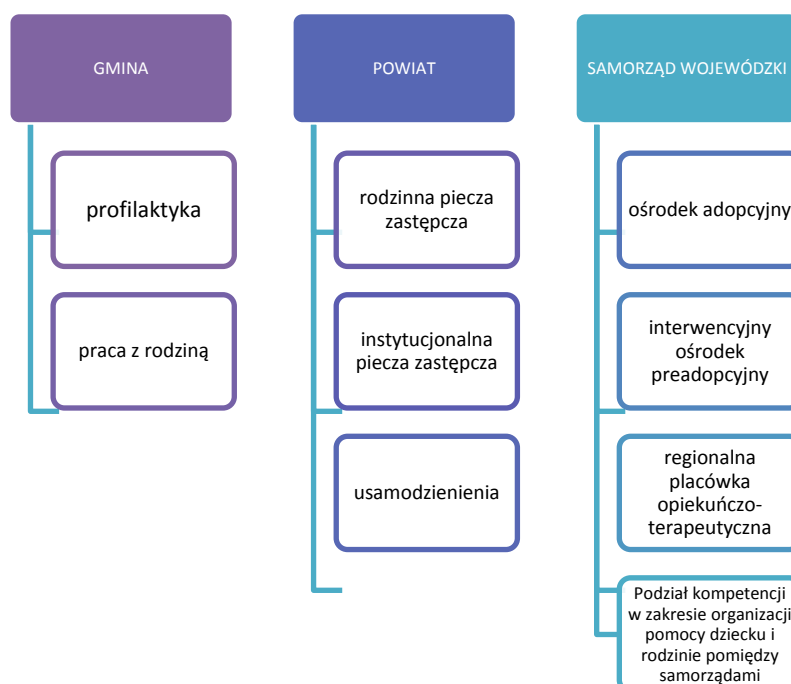 GMINA
profilaktyka
praca z rodziną
POWIAT
rodzinna piecza
zastępcza
instytucjonalna
piecza zastępcza
usamodzienienia
SAMORZĄD WOJEWÓDZKI
ośrodek adopcyjny
interwencyjny
ośrodek
preadopcyjny
regionalna
placówka
opiekuńczo-
terapeutyczna
Podział kompetencji
w zakresie organizacji
pomocy dziecku i
rodzinie pomiędzy
samorządami